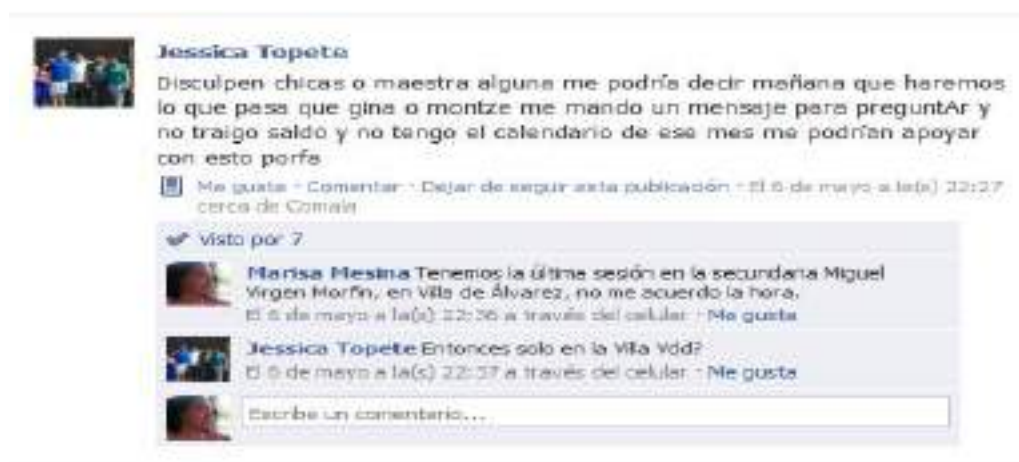 Jessica Topete
Disculpen chicas o maestra alguna me podría decir mañana que haremos
lo que pasa que gina o montze me mando un mensaje para preguntAr y
no traigo saldo y no tengo el calendario de ese mes me podrían apoyar
con esto porfa
Me gusta · Comentar · Dejar de seguir esta publicación · El 6 de mayo a la(s) 22:27
cerca de Comala
Visto por 7
Marisa Mesina Tenemos la última sesión en la secundaria Miguel
Virgen Morfín, en Villa de Álvarez, no me acuerdo la hora.
El 6 de mayo a la(s) 22:36 a través del celular · Me gusta
Jessica Topete Entonces solo en la Villa Vdd?
El 6 de mayo a la(s) 22:37 a través del celular · Me gusta
Escribe un comentario...